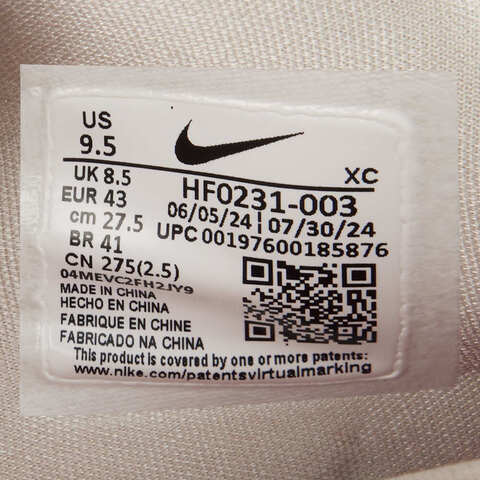 US
9.5
XC
UK 8.5
EUR 43
cm 27.5
BR 41
CN 275(2.5)
HF0231-003
06/05/24 | 07/30/24
UPC 00197600185876
04MEVC2FH2JY9
MADE IN CHINA
HECHO EN CHINA
FABRIQUE EN CHINE
FABRICADO NA CHINA
This product is covered by one or more patents:
www.nike.com/patentsvirtualmarking